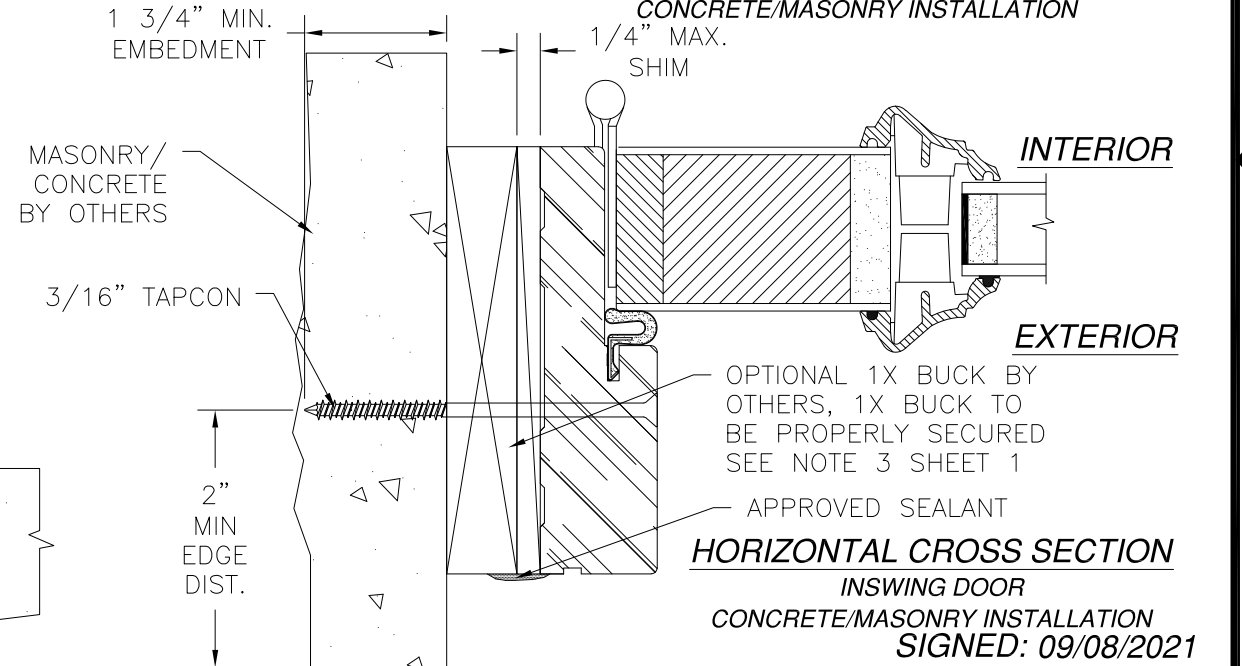 CONCRETE/MASONRY INSTALLATION
1 3/4" MIN.
EMBEDMENT
1/4" MAX.
SHIM
MASONRY/
CONCRETE
BY OTHERS
INTERIOR
3/16" TAPCON
EXTERIOR
OPTIONAL 1X BUCK BY
OTHERS, 1X BUCK TO
BE PROPERLY SECURED
SEE NOTE 3 SHEET 1
2"
MIN
EDGE
DIST.
APPROVED SEALANT
HORIZONTAL CROSS SECTION
INSWING DOOR
CONCRETE/MASONRY INSTALLATION
SIGNED: 09/08/2021